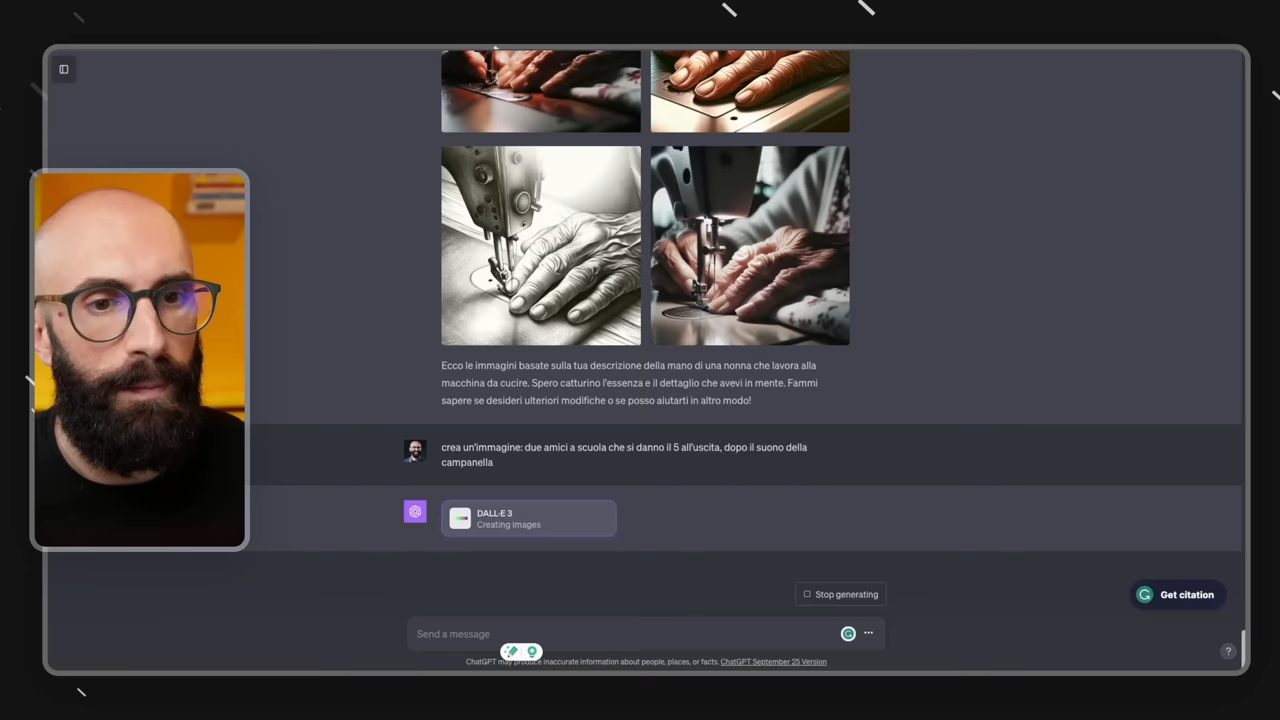 Ecco le immagini basate sulla tua descrizione della mano di una nonna che lavora alla
macchina da cucire. Spero catturino l'essenza e il dettaglio che avevi in mente. Fammi
sapere se desideri ulteriori modifiche o se posso aiutarti in altro modo!
crea un'immagine: due amici a scuola che si danno il 5 all'uscita, dopo il suono della
campanella
DALL·E 3
Creating images
Stop generating
Get citation
Send a message
ChatGPT may produce inaccurate information about people, places, or facts. ChatGPT September 25 Version
?